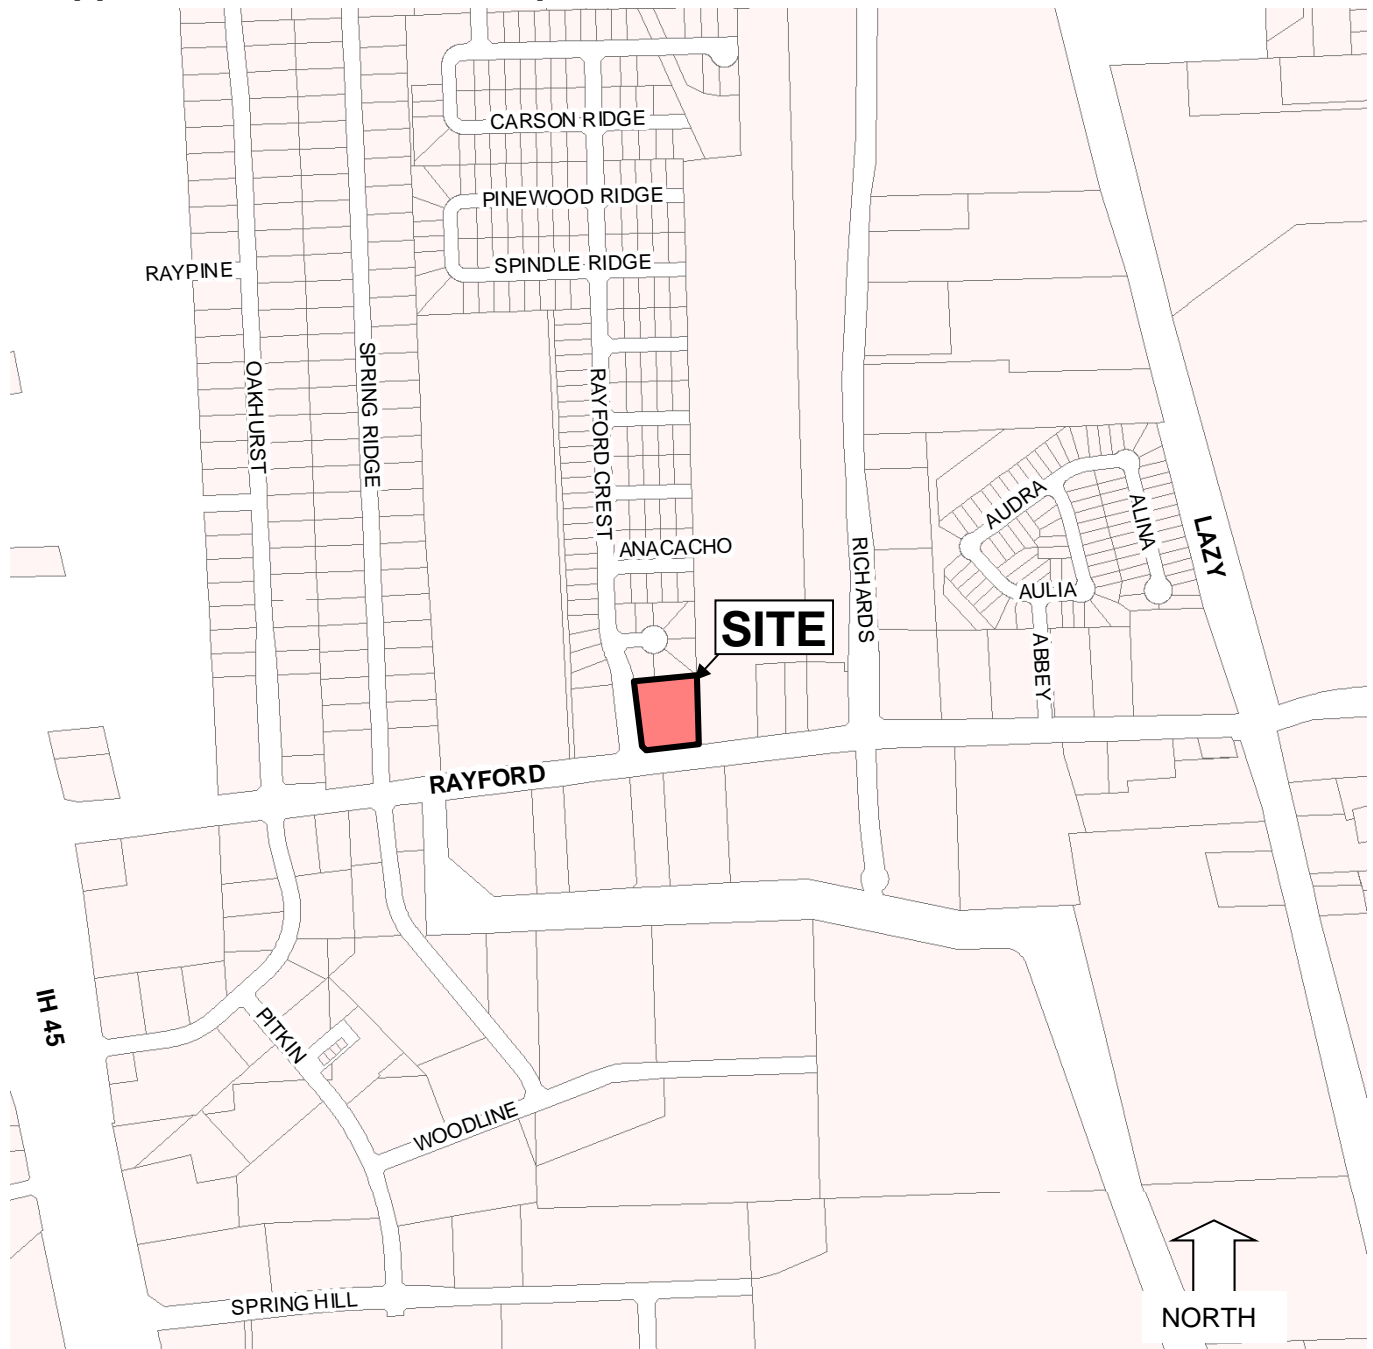 CARSON RIDGE
PINEWOOD RIDGE
SPINDLE RIDGE
RAYPINE
OAKHURST
SPRING RIDGE
RAYFORD CREST
ANACACHO
SITE
RICHARDS
AUDRA
ALINA
LAZY
AULIA
ABBEY
RAYFORD
IH 45
PITKIN
WOODLINE
SPRING HILL
NORTH